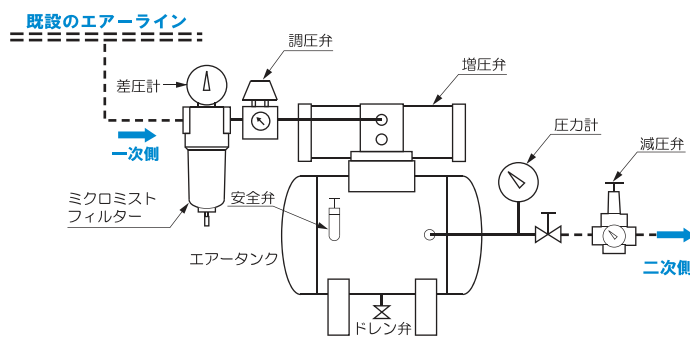 既設のエアーライン
調圧弁
増圧弁
差圧計
圧力計
減圧弁
一次側
ミクロミスト
フィルター
安全弁
エアータンク
二次側
ドレン弁